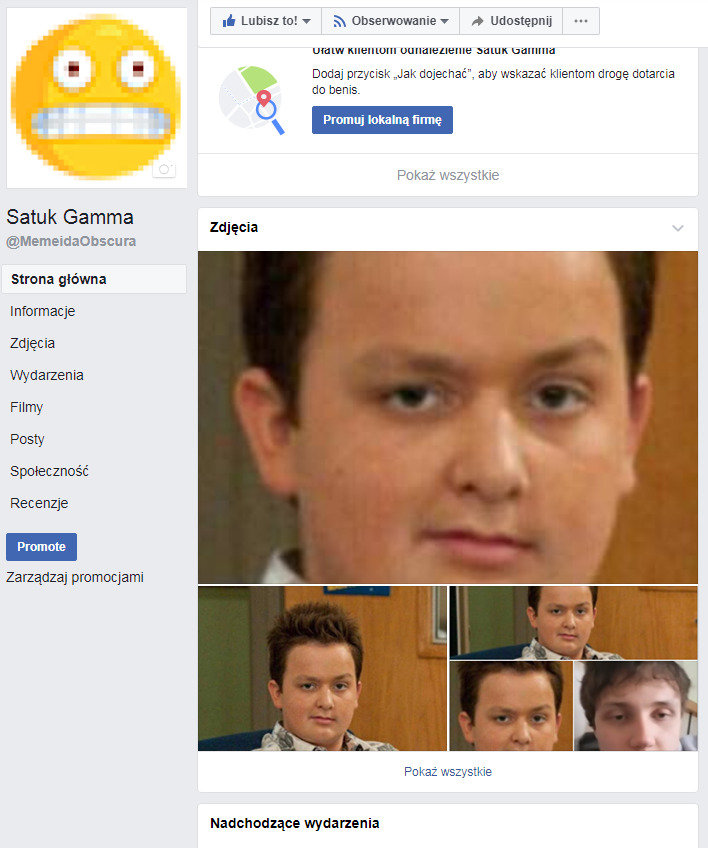 Lubisz to!
Obserwowanie
Udostępnij
Ułatw klientom odnalezienie Satuk Gamma
Dodaj przycisk „Jak dojechać”, aby wskazać klientom drogę dotarcia
do benis.
Promuj lokalną firmę
Pokaż wszystkie
Satuk Gamma
@MemeidaObscura
Strona główna
Informacje
Zdjęcia
Wydarzenia
Filmy
Posty
Społeczność
Recenzje
Promote
Zarządzaj promocjami
Zdjęcia
Pokaż wszystkie
Nadchodzące wydarzenia